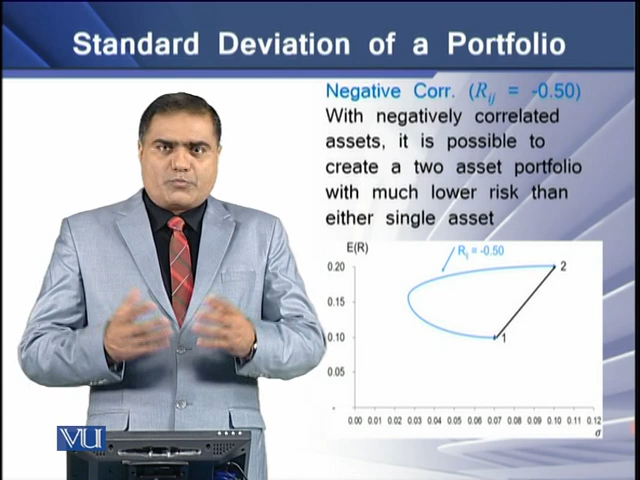 Standard Deviation of a Portfolio
Negative Corr. (Rij = -0.50)
With negatively correlated
assets, it is possible to
create a two asset portfolio
with much lower risk than
either single asset
E(R)
Rij = -0.50
0.20
2
0.15
0.10
1
0.05
-
0.00 0.01 0.02 0.03 0.04 0.05 0.06 0.07 0.08 0.09 0.10 0.11 0.12
σ
VU